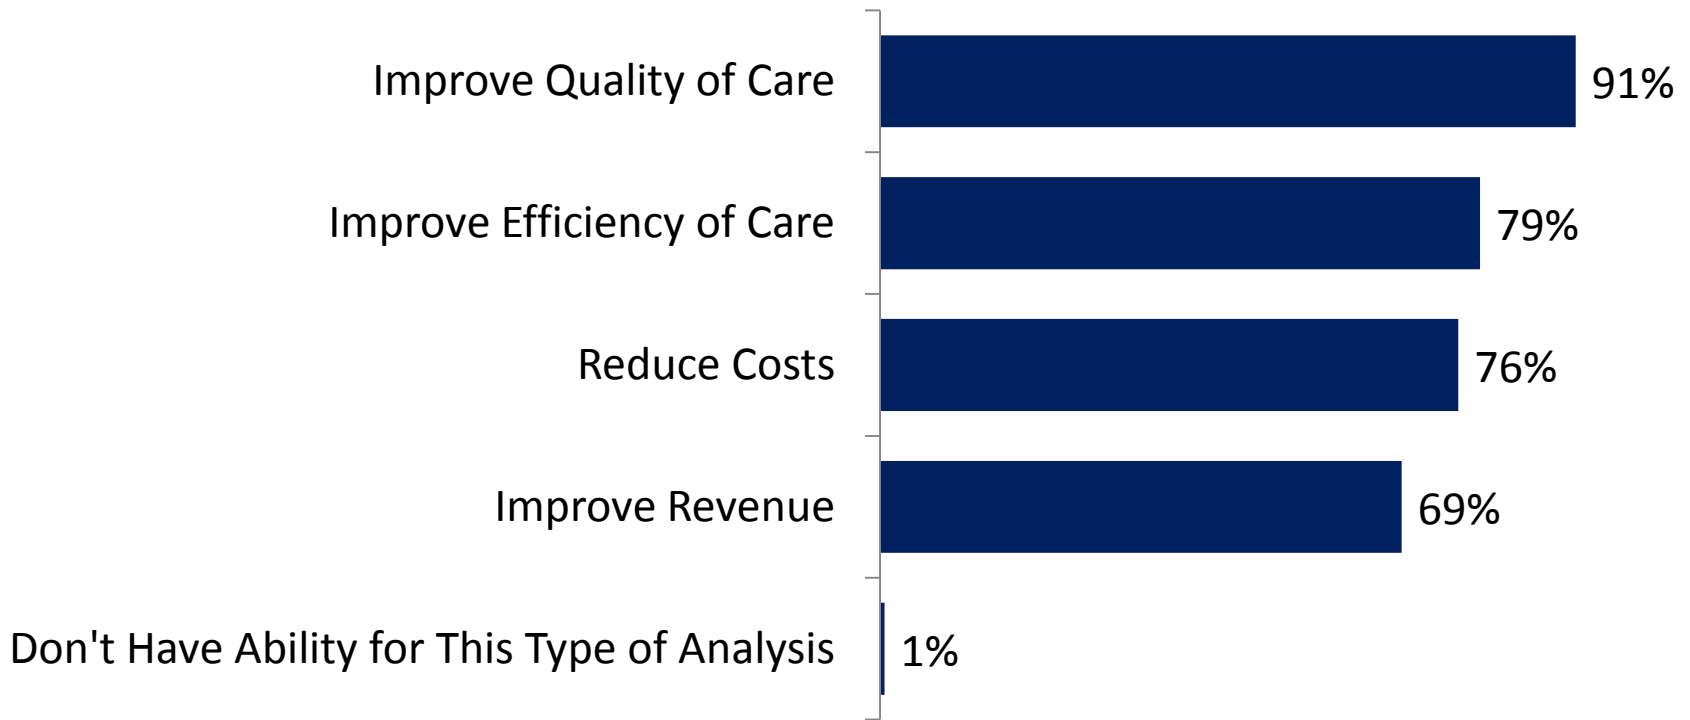 Improve Quality of Care 91%
Improve Efficiency of Care 79%
Reduce Costs 76%
Improve Revenue 69%
Don't Have Ability for This Type of Analysis 1%